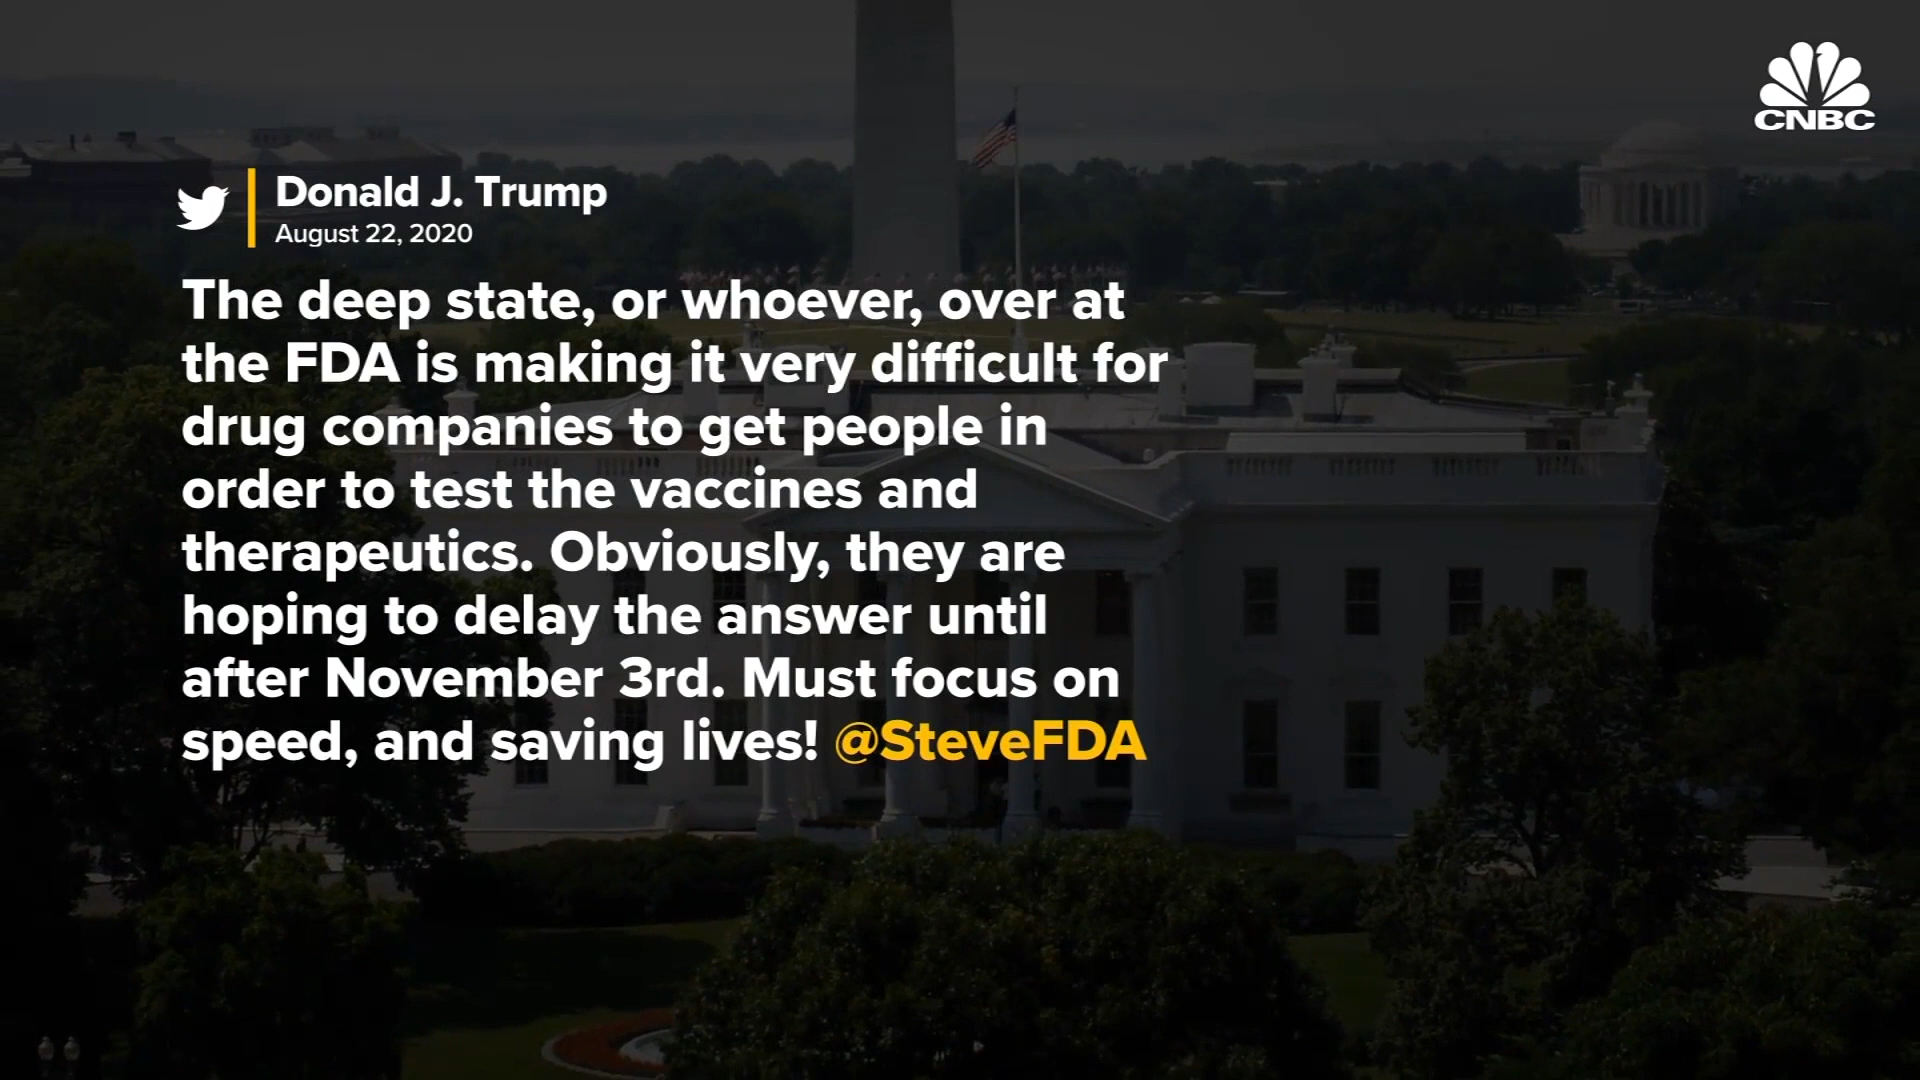 CNBC
Donald J. Trump
August 22, 2020
The deep state, or whoever, over at
the FDA is making it very difficult for
drug companies to get people in
order to test the vaccines and
therapeutics. Obviously, they are
hoping to delay the answer until
after November 3rd. Must focus on
speed, and saving lives! @SteveFDA